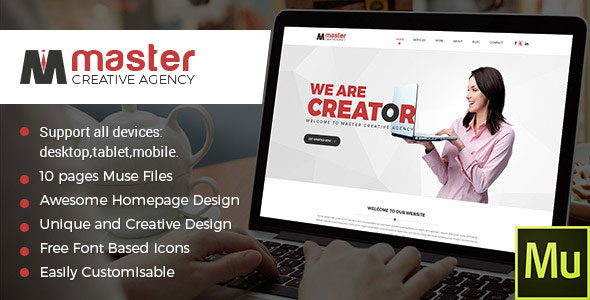 M master
CREATIVE AGENCY
Support all devices:
desktop,tablet,mobile.
10 pages Muse Files
Awesome Homepage Design
Unique and Creative Design
Free Font Based Icons
Easily Customisable
master
CREATIVE AGENCY
HOME SERVICES WORK ABOUT BLOG CONTACT
WE ARE
CREATOR
WELCOME TO MASTER CREATIVE AGENCY
GET STARTED NOW
WELCOME TO OUR WEBSITE
Mu